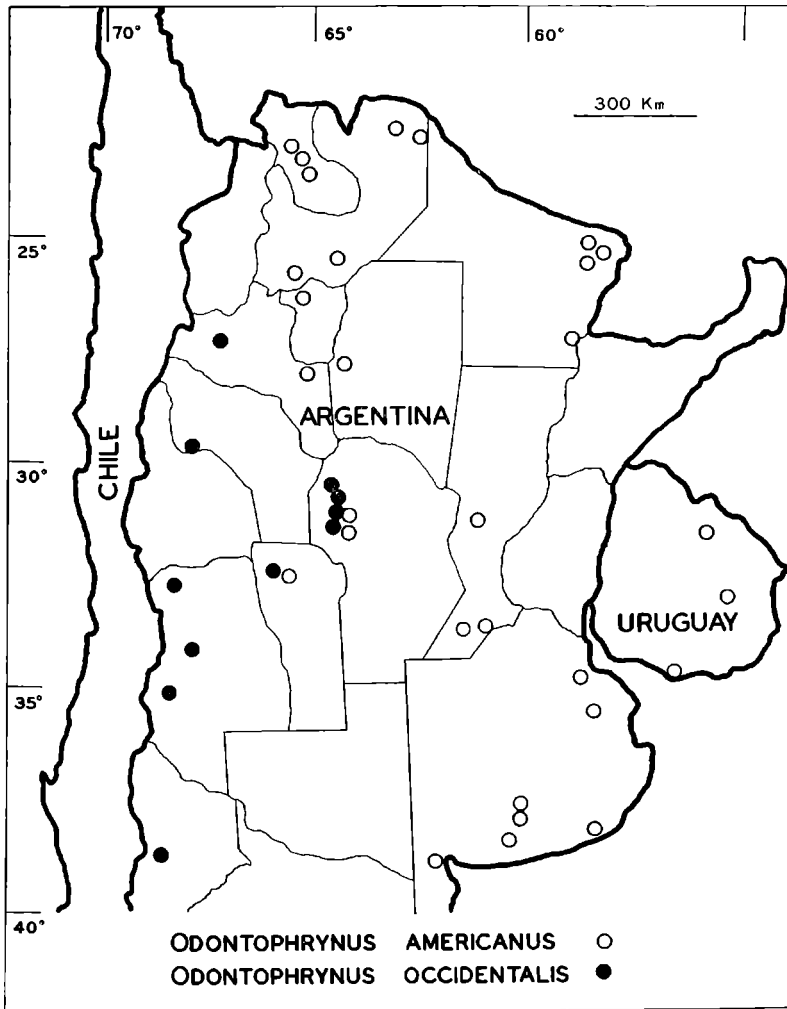 70° 65° 60°
300 Km
25°
ARGENTINA
CHILE
30°
URUGUAY
35°
40°
ODONTOPHRYNUS AMERICANUS
ODONTOPHRYNUS OCCIDENTALIS